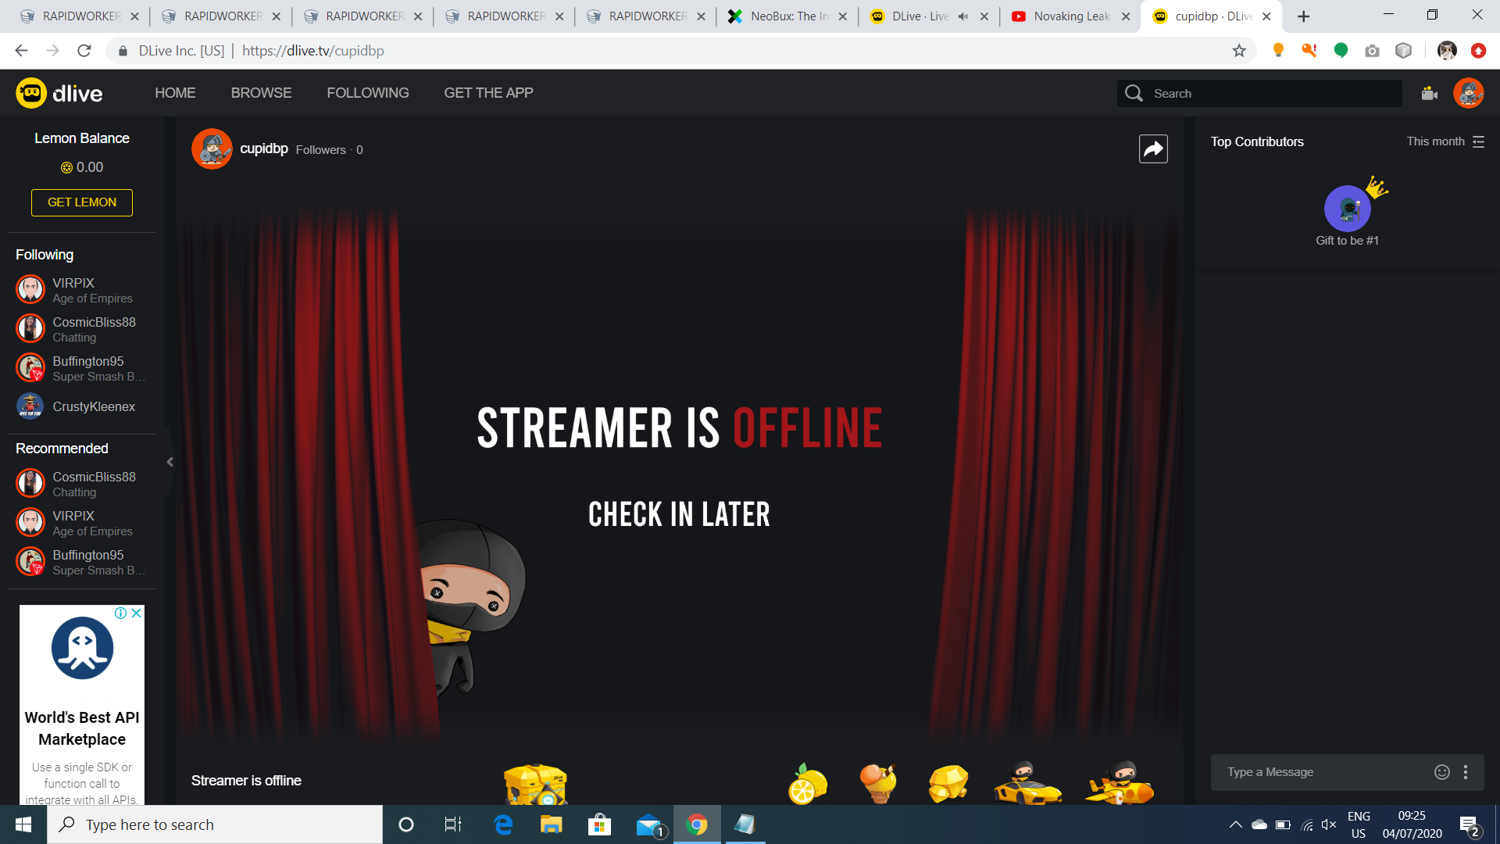 RAPIDWORKER
RAPIDWORKER
RAPIDWORKER
RAPIDWORKER
RAPIDWORKER
NeoBux: The In
DLive · Live
Novaking Leak
cupidbp · DLive
DLive Inc. [US] | https://dlive.tv/cupidbp
dlive
HOME
BROWSE
FOLLOWING
GET THE APP
Search
Lemon Balance
0.00
GET LEMON
Following
VIRPIX
Age of Empires
CosmicBliss88
Chatting
Buffington95
Super Smash B...
CrustyKleenex
Recommended
CosmicBliss88
Chatting
VIRPIX
Age of Empires
Buffington95
Super Smash B...
World's Best API
Marketplace
Use a single SDK or
function call to
integrate with all APIs.
cupidbp Followers · 0
STREAMER IS OFFLINE
CHECK IN LATER
Streamer is offline
Top Contributors
This month
Gift to be #1
Type a Message
Type here to search
1
ENG
US
09:25
04/07/2020
2